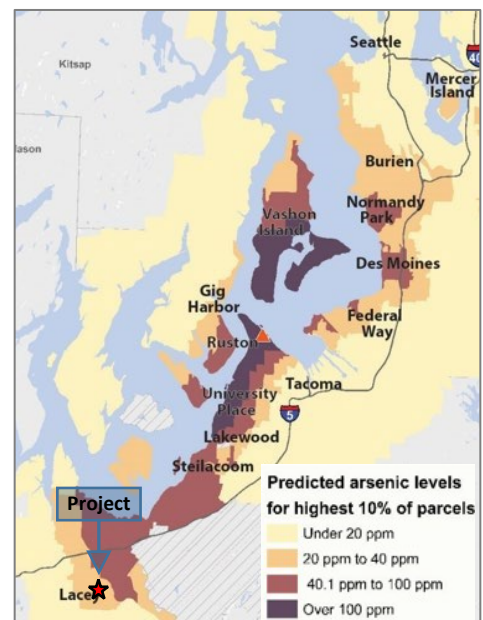 Seattle
Kitsap
Mercer
Island
ason
Burien
Vashon
Island
Normandy
Park
Des Moines
Gig
Harbor
Federal
Way
Ruston
Tacoma
University
Place
5
Lakewood
Steilacoom
Project
Lacey
Predicted arsenic levels
for highest 10% of parcels
Under 20 ppm
20 ppm to 40 ppm
40.1 ppm to 100 ppm
Over 100 ppm